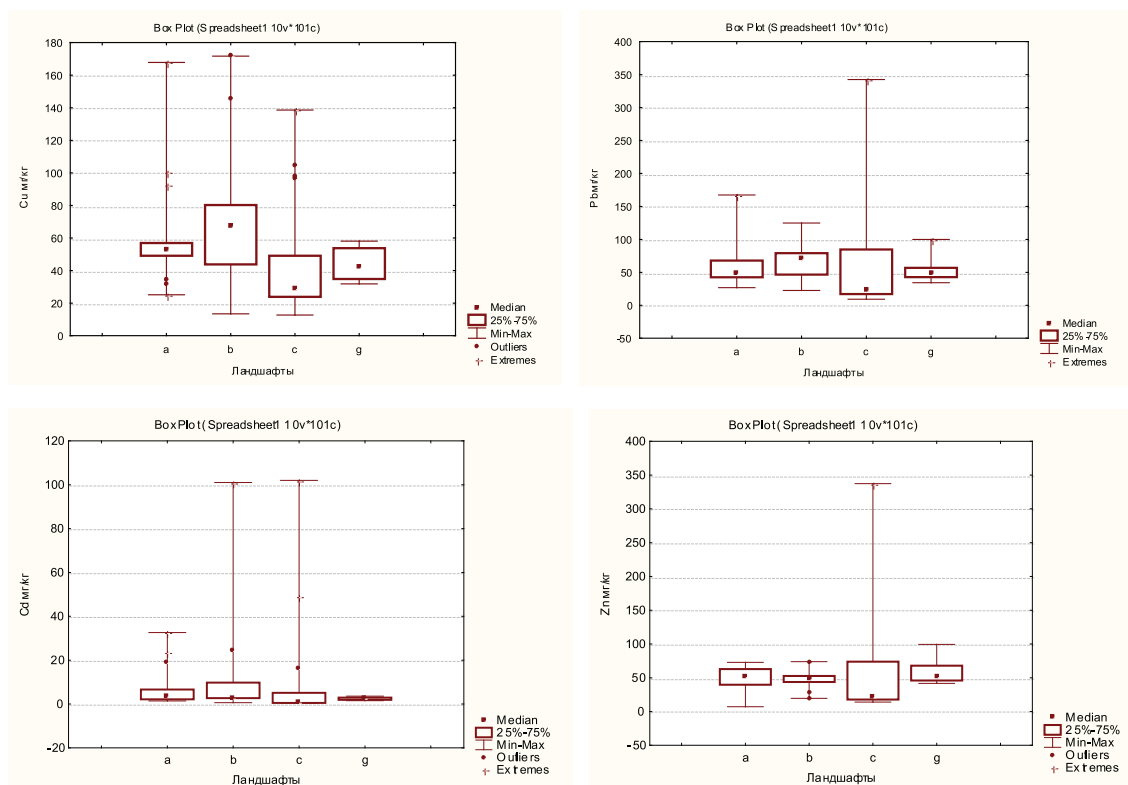 Box Plot (Spreadsheet1 10v*101c)
180
160
140
120
100
80
60
40
20
0
Cu мг/кг
a b c g
Ландшафты
Median
25%-75%
Min-Max
Outliers
Extremes
Box Plot (Spreadsheet1 10v*101c)
400
350
300
250
200
150
100
50
0
-50
Pb мг/кг
a b c g
Ландшафты
Median
25%-75%
Min-Max
Extremes
Box Plot (Spreadsheet1 10v*101c)
120
100
80
60
40
20
0
-20
Cd мг/кг
a b c g
Ландшафты
Median
25%-75%
Min-Max
Outliers
Extremes
Box Plot (Spreadsheet1 10v*101c)
400
350
300
250
200
150
100
50
0
-50
Zn мг/кг
a b c g
Ландшафты
Median
25%-75%
Min-Max
Outliers
Extremes